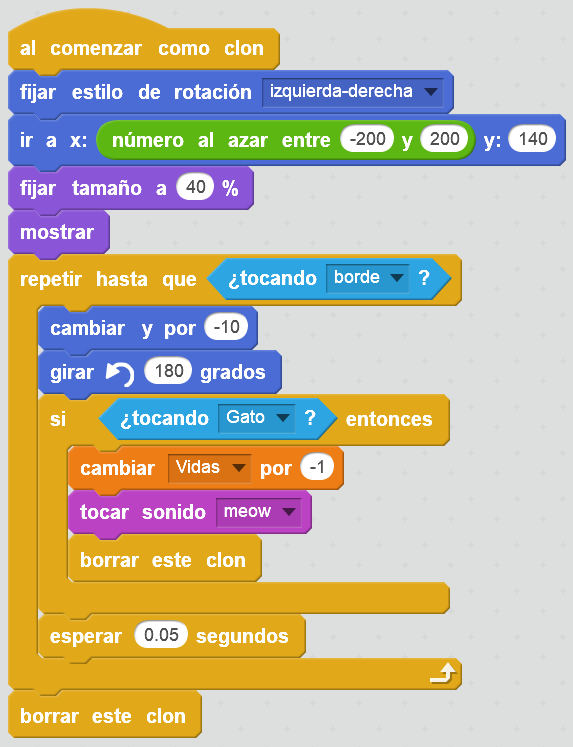 al comenzar como clon
fijar estilo de rotación izquierda-derecha
ir a x: número al azar entre -200 y 200 y: 140
fijar tamaño a 40 %
mostrar
repetir hasta que ¿tocando borde ?
cambiar y por -10
girar 180 grados
si ¿tocando Gato ? entonces
cambiar Vidas por -1
tocar sonido meow
borrar este clon
esperar 0.05 segundos
borrar este clon